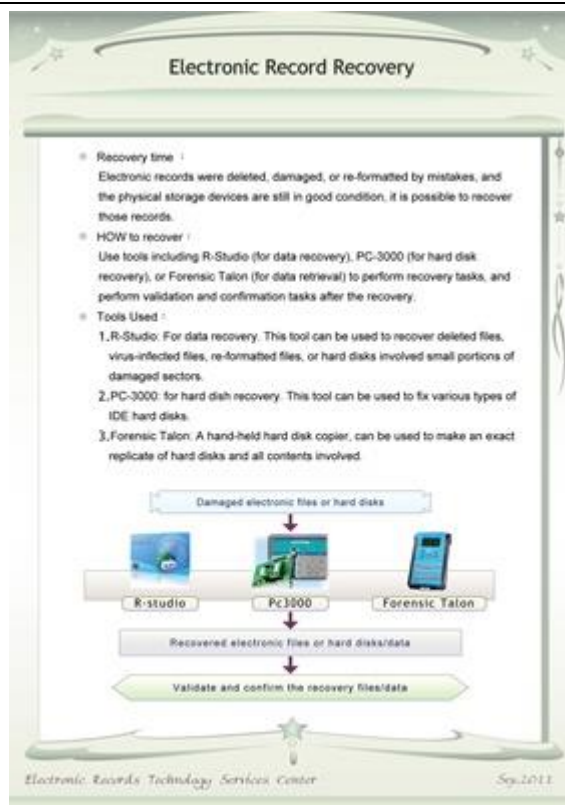 Electronic Record Recovery
Recovery time :
Electronic records were deleted, damaged, or re-formatted by mistakes, and
the physical storage devices are still in good condition, it is possible to recover
those records.
HOW to recover :
Use tools including R-Studio (for data recovery), PC-3000 (for hard disk
recovery), or Forensic Talon (for data retrieval) to perform recovery tasks, and
perform validation and confirmation tasks after the recovery.
Tools Used :
1.R-Studio: For data recovery. This tool can be used to recover deleted files,
virus-infected files, re-formatted files, or hard disks involved small portions of
damaged sectors.
2.PC-3000: for hard dish recovery. This tool can be used to fix various types of
IDE hard disks.
3.Forensic Talon: A hand-held hard disk copier, can be used to make an exact
replicate of hard disks and all contents involved.
Damaged electronic files or hard disks
R-studio
Pc3000
Forensic Talon
Recovered electronic files or hard disks/data
Validate and confirm the recovery files/data
Electronic Records Technology Services Center
Sep.2011